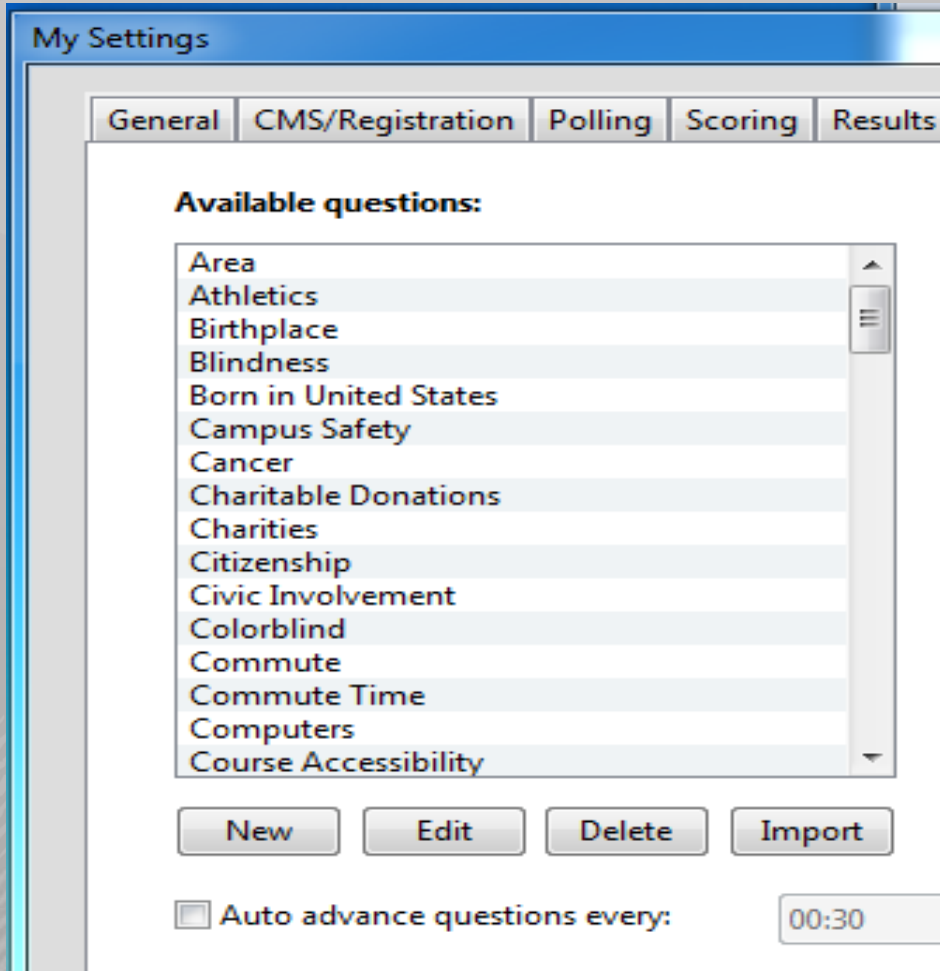 My Settings
General CMS/Registration Polling Scoring Results
Available questions:
Area
Athletics
Birthplace
Blindness
Born in United States
Campus Safety
Cancer
Charitable Donations
Charities
Citizenship
Civic Involvement
Colorblind
Commute
Commute Time
Computers
Course Accessibility
New Edit Delete Import
Auto advance questions every: 00:30